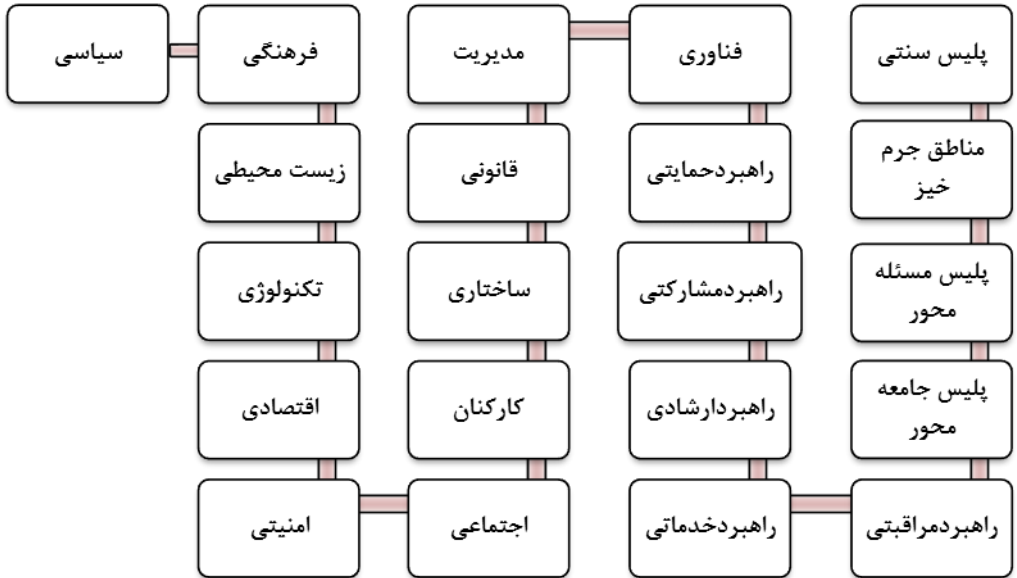 پلیس سنتی
مناطق جرم
خیز
پلیس مسئله
محور
پلیس جامعه
محور
راهبردمراقبتی
راهبردخدماتی
راهبردارشادی
راهبردمشارکتی
راهبردحمایتی
فناوری
مدیریت
قانونی
ساختاری
کارکنان
اجتماعی
امنیتی
اقتصادی
تکنولوژی
زیست محیطی
فرهنگی
سیاسی